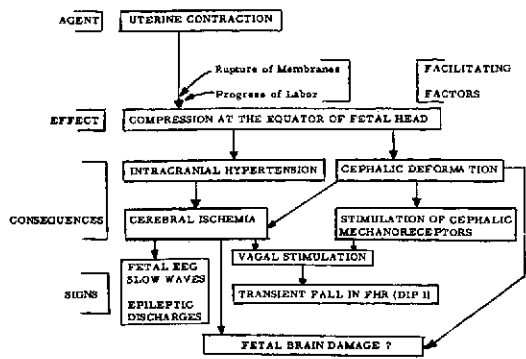 AGENT
UTERINE CONTRACTION
Rupture of Membranes
Progress of Labor
FACILITATING
FACTORS
EFFECT
COMPRESSION AT THE EQUATOR OF FETAL HEAD
INTRACRANIAL HYPERTENSION
CEPHALIC DEFORMATION
CONSEQUENCES
CEREBRAL ISCHEMIA
STIMULATION OF CEPHALIC
MECHANORECEPTORS
VAGAL STIMULATION
SIGNS
FETAL EEG
SLOW WAVES
EPILEPTIC
DISCHARGES
TRANSIENT FALL IN FHR (DIP I)
FETAL BRAIN DAMAGE ?